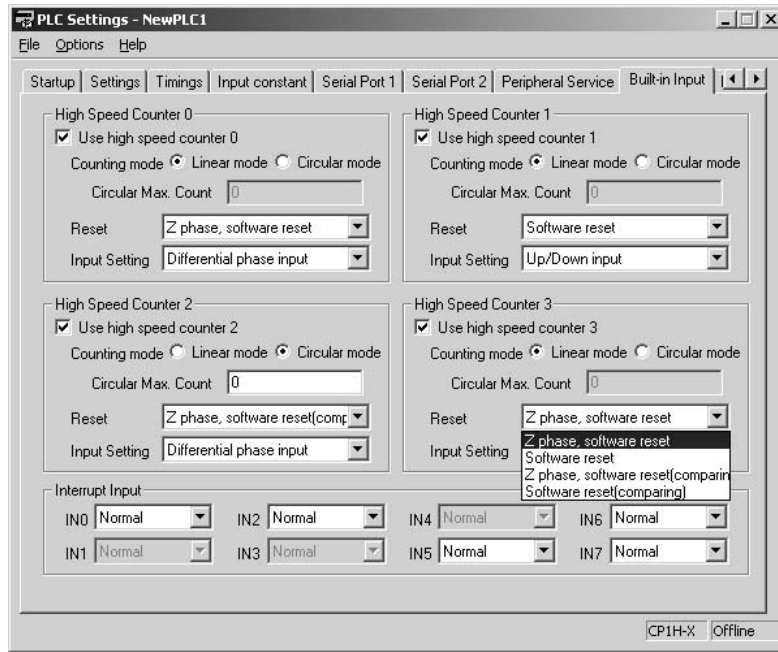 PLC Settings - NewPLC1
File Options Help
Startup Settings Timings Input constant Serial Port 1 Serial Port 2 Peripheral Service Built-in Input
High Speed Counter 0
Use high speed counter 0
Counting mode Linear mode Circular mode
Circular Max. Count 0
Reset Z phase, software reset
Input Setting Differential phase input
High Speed Counter 1
Use high speed counter 1
Counting mode Linear mode Circular mode
Circular Max. Count 0
Reset Software reset
Input Setting Up/Down input
High Speed Counter 2
Use high speed counter 2
Counting mode Linear mode Circular mode
Circular Max. Count 0
Reset Z phase, software reset(comp
Input Setting Differential phase input
High Speed Counter 3
Use high speed counter 3
Counting mode Linear mode Circular mode
Circular Max. Count 0
Reset Z phase, software reset
Input Setting
Z phase, software reset
Software reset
Z phase, software reset(comparin
Software reset(comparing)
Interrupt Input
IN0 Normal IN2 Normal IN4 Normal IN6 Normal
IN1 Normal IN3 Normal IN5 Normal IN7 Normal
CP1H-X Offline